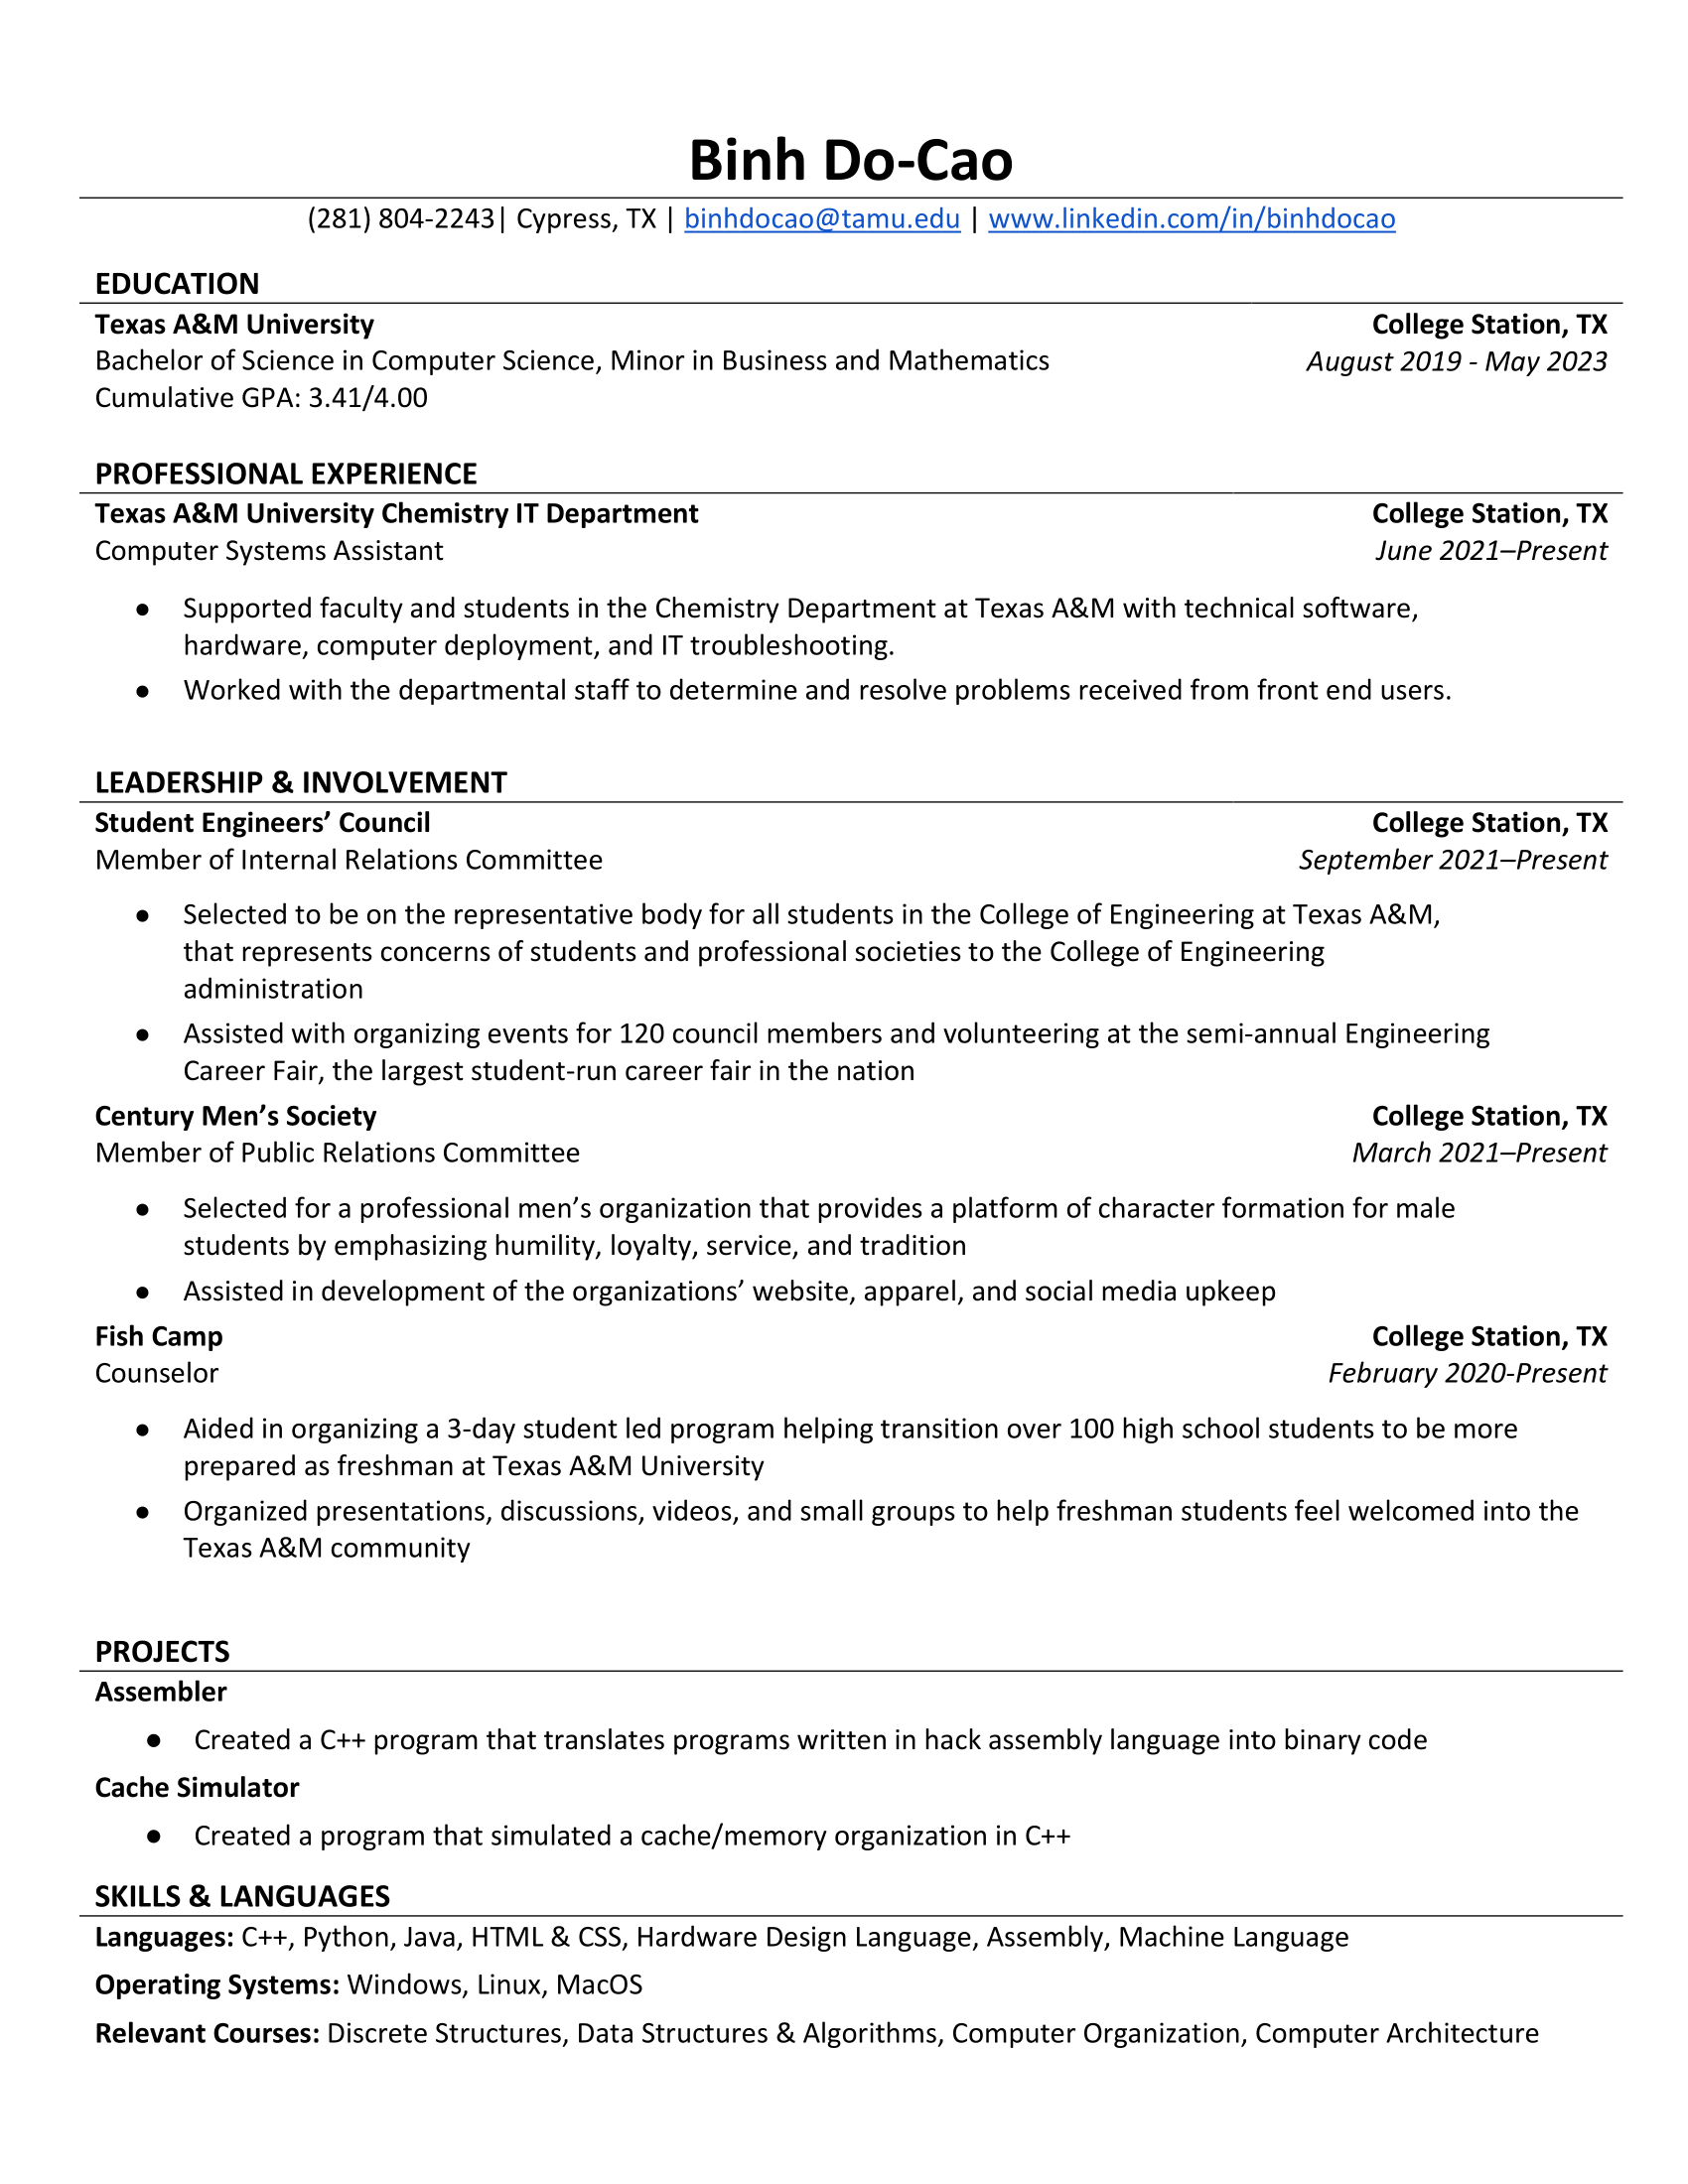 Binh Do-Cao
(281) 804-2243| Cypress, TX | binhdocao@tamu.edu | www.linkedin.com/in/binhdocao
EDUCATION
Texas A&M University College Station, TX
Bachelor of Science in Computer Science, Minor in Business and Mathematics August 2019 - May 2023
Cumulative GPA: 3.41/4.00
PROFESSIONAL EXPERIENCE
Texas A&M University Chemistry IT Department College Station, TX
Computer Systems Assistant June 2021–Present
● Supported faculty and students in the Chemistry Department at Texas A&M with technical software,
hardware, computer deployment, and IT troubleshooting.
● Worked with the departmental staff to determine and resolve problems received from front end users.
LEADERSHIP & INVOLVEMENT
Student Engineers’ Council College Station, TX
Member of Internal Relations Committee September 2021–Present
● Selected to be on the representative body for all students in the College of Engineering at Texas A&M,
that represents concerns of students and professional societies to the College of Engineering
administration
● Assisted with organizing events for 120 council members and volunteering at the semi-annual Engineering
Career Fair, the largest student-run career fair in the nation
Century Men’s Society College Station, TX
Member of Public Relations Committee March 2021–Present
● Selected for a professional men’s organization that provides a platform of character formation for male
students by emphasizing humility, loyalty, service, and tradition
● Assisted in development of the organizations’ website, apparel, and social media upkeep
Fish Camp College Station, TX
Counselor February 2020-Present
● Aided in organizing a 3-day student led program helping transition over 100 high school students to be more
prepared as freshman at Texas A&M University
● Organized presentations, discussions, videos, and small groups to help freshman students feel welcomed into the
Texas A&M community
PROJECTS
Assembler
● Created a C++ program that translates programs written in hack assembly language into binary code
Cache Simulator
● Created a program that simulated a cache/memory organization in C++
SKILLS & LANGUAGES
Languages: C++, Python, Java, HTML & CSS, Hardware Design Language, Assembly, Machine Language
Operating Systems: Windows, Linux, MacOS
Relevant Courses: Discrete Structures, Data Structures & Algorithms, Computer Organization, Computer Architecture